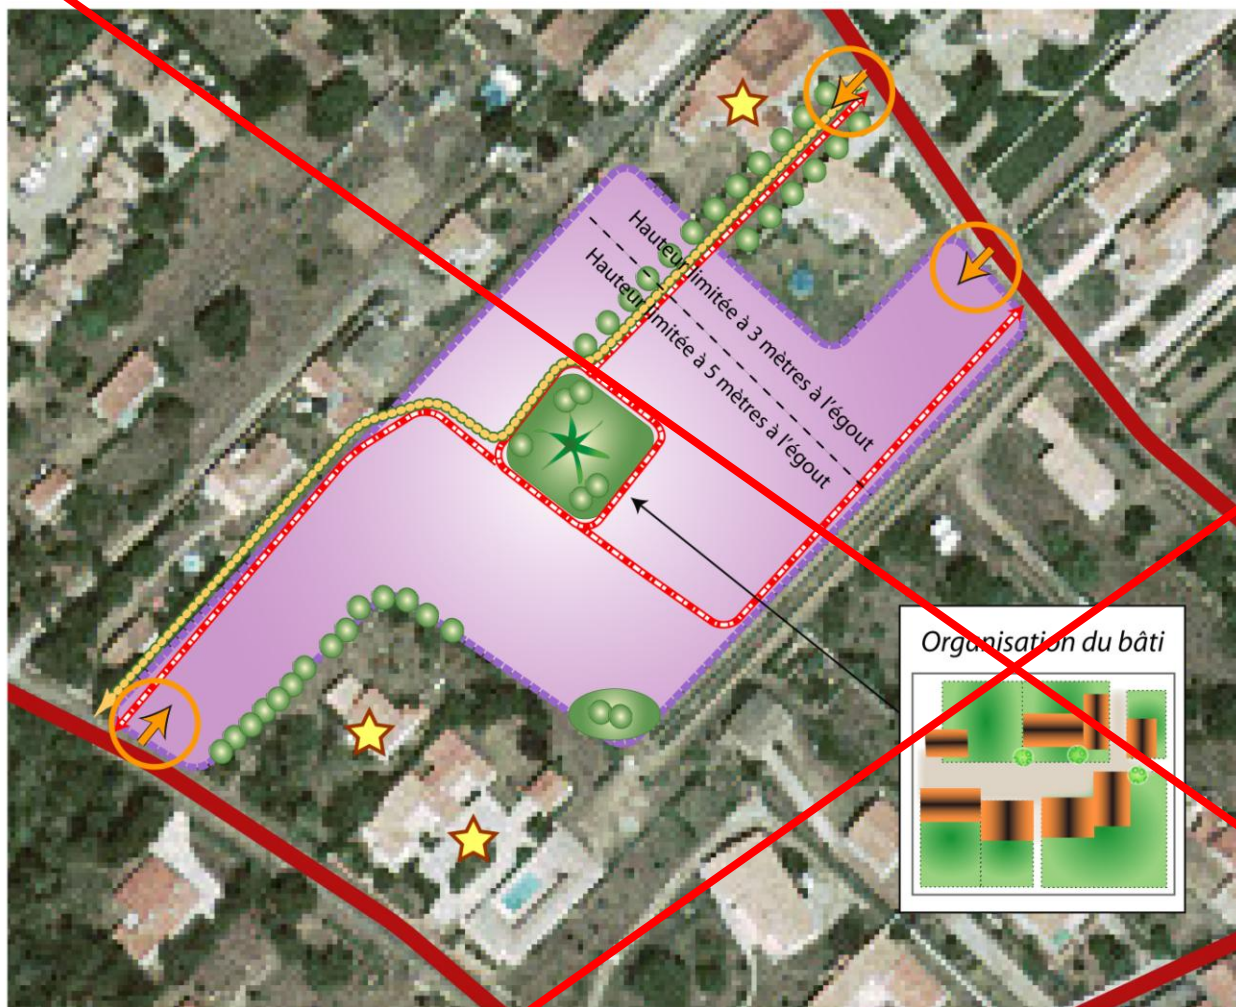 Hauteur limitée à 3 mètres à l'égout
Hauteur limitée à 5 mètres à l'égout
Organisation du bâti